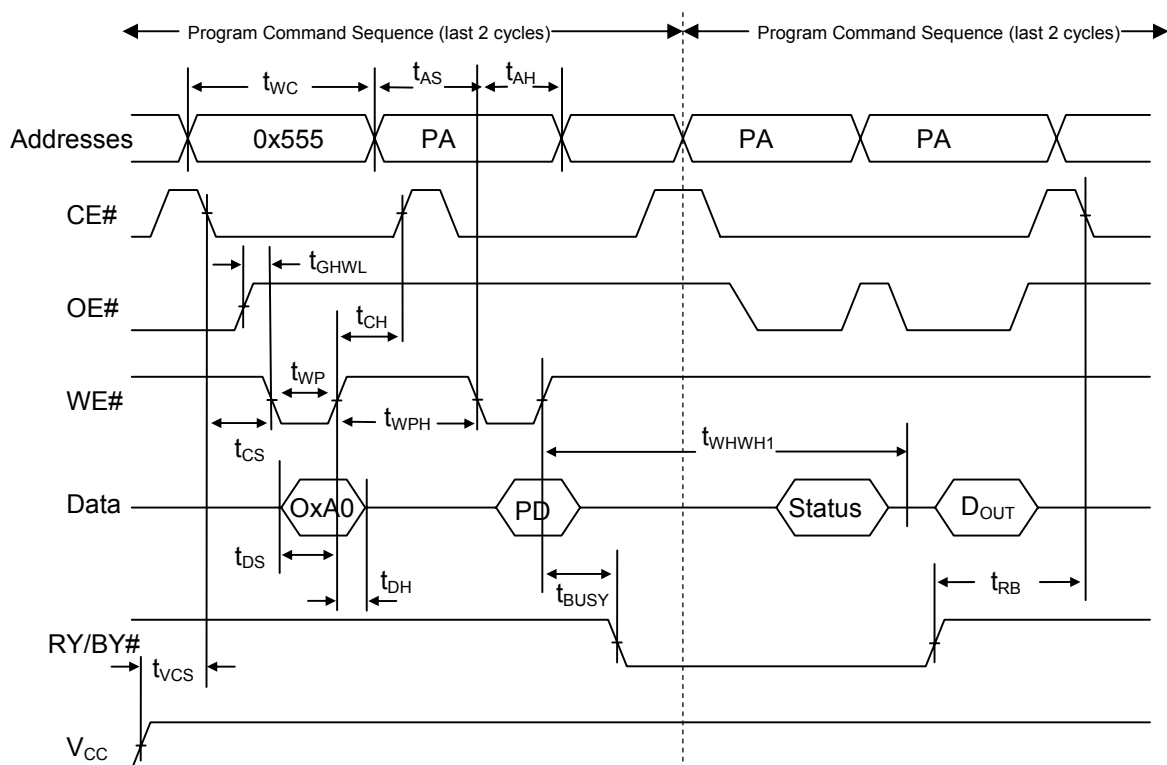 Program Command Sequence (last 2 cycles)
Program Command Sequence (last 2 cycles)
tWC
tAS
tAH
Addresses
0x555
PA
PA
PA
CE#
tGHWL
OE#
tCH
tWP
WE#
tWPH
tCS
tWHWH1
Data
OxA0
PD
Status
DOUT
tDS
tDH
tBUSY
tRB
RY/BY#
tVCS
VCC